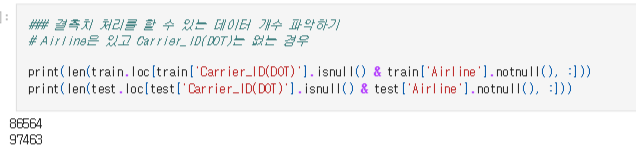 ]:
### 결측치 처리를 할 수 있는 데이터 개수 파악하기
# Airline은 있고 Carrier_ID(DOT)는 없는 경우
print(len(train.loc[train['Carrier_ID(DOT)'].isnull() & train['Airline'].notnull(), :]))
print(len(test.loc[test['Carrier_ID(DOT)'].isnull() & test['Airline'].notnull(), :]))
86564
97463